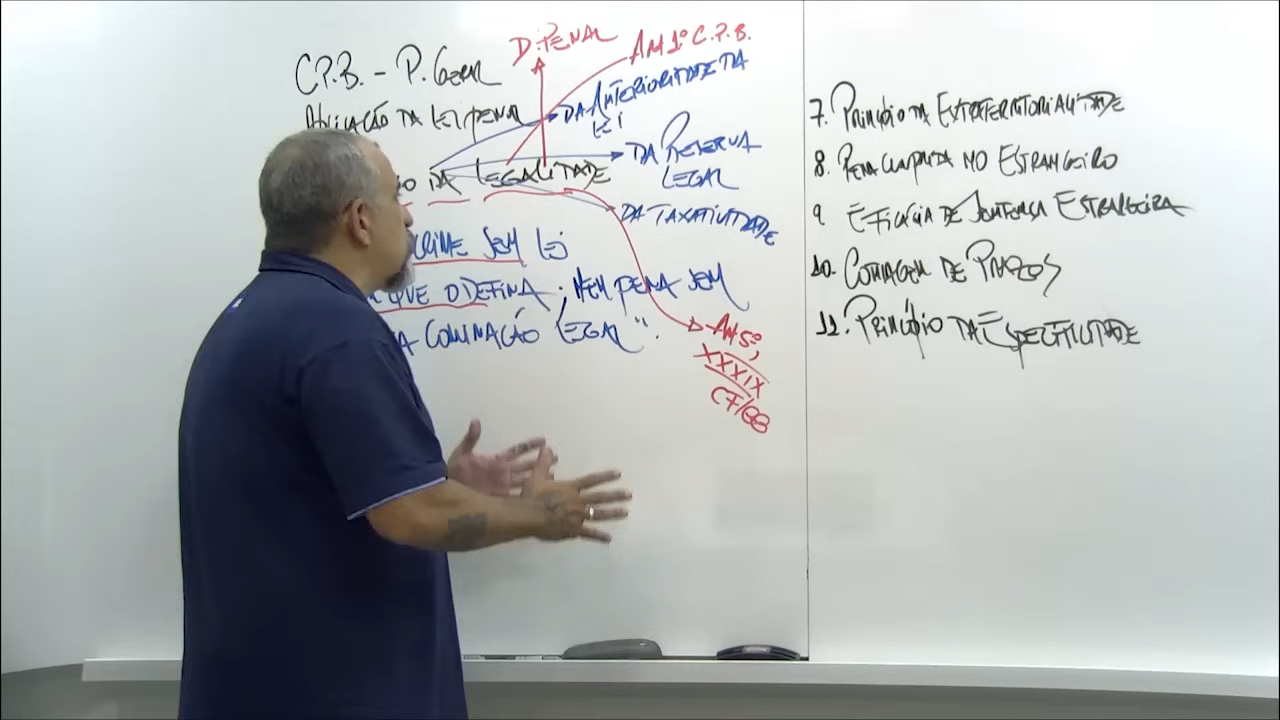 C.P.B. - P. GERAL
APLICAÇÃO DA LEI PENAL
D. PENAL
ART 1º C.P.B.
DA ANTERIORIDADE DA
LEI
DA RESERVA
LEGAL
DA LEGALIDADE
DA TAXATIVIDADE
CRIME SEM LEI
QUE O DEFINA, NEM PENA SEM
COMINAÇÃO LEGAL".
ART 5º,
XXXIX
CF/88
7. PRINCÍPIO DA EXTRATERRITORIALIDADE
8. PENA CUMPRIDA NO ESTRANGEIRO
9. EFICÁCIA DE SENTENÇA ESTRANGEIRA
10. CONTAGEM DE PRAZOS
11. PRINCÍPIO DA ESPECIALIDADE